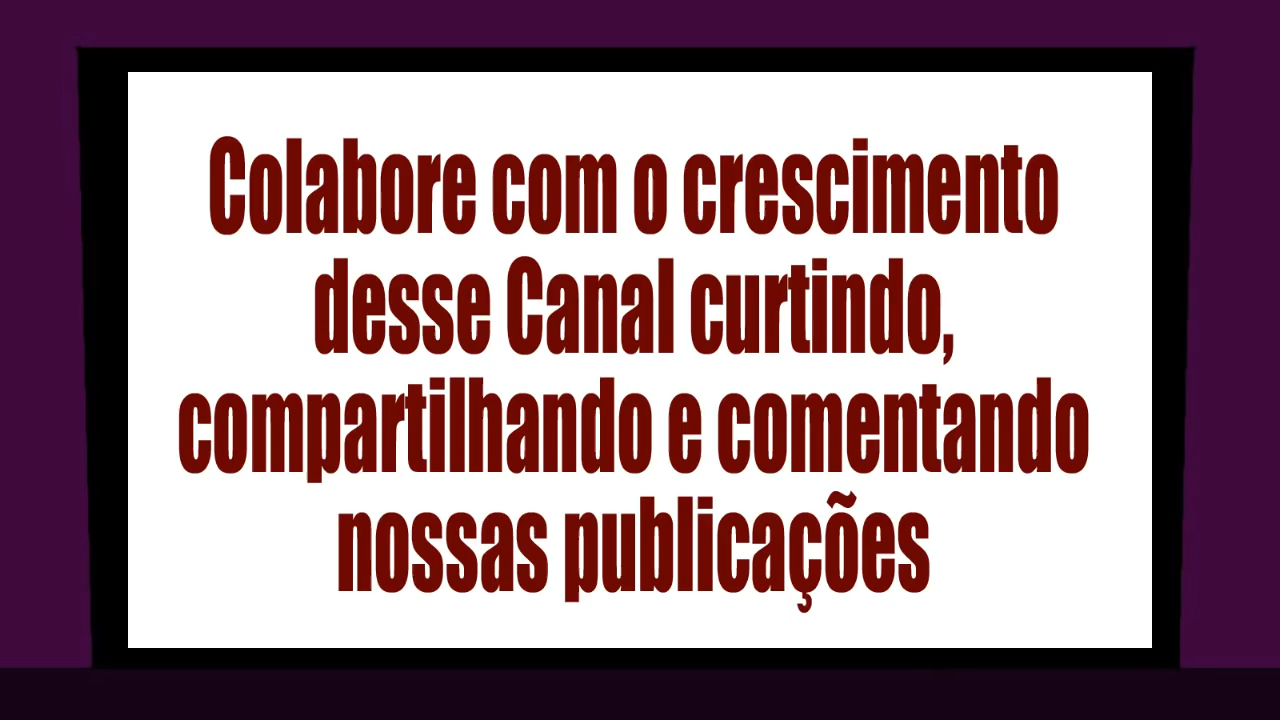 Colabore com o crescimento
desse Canal curtindo,
compartilhando e comentando
nossas publicações